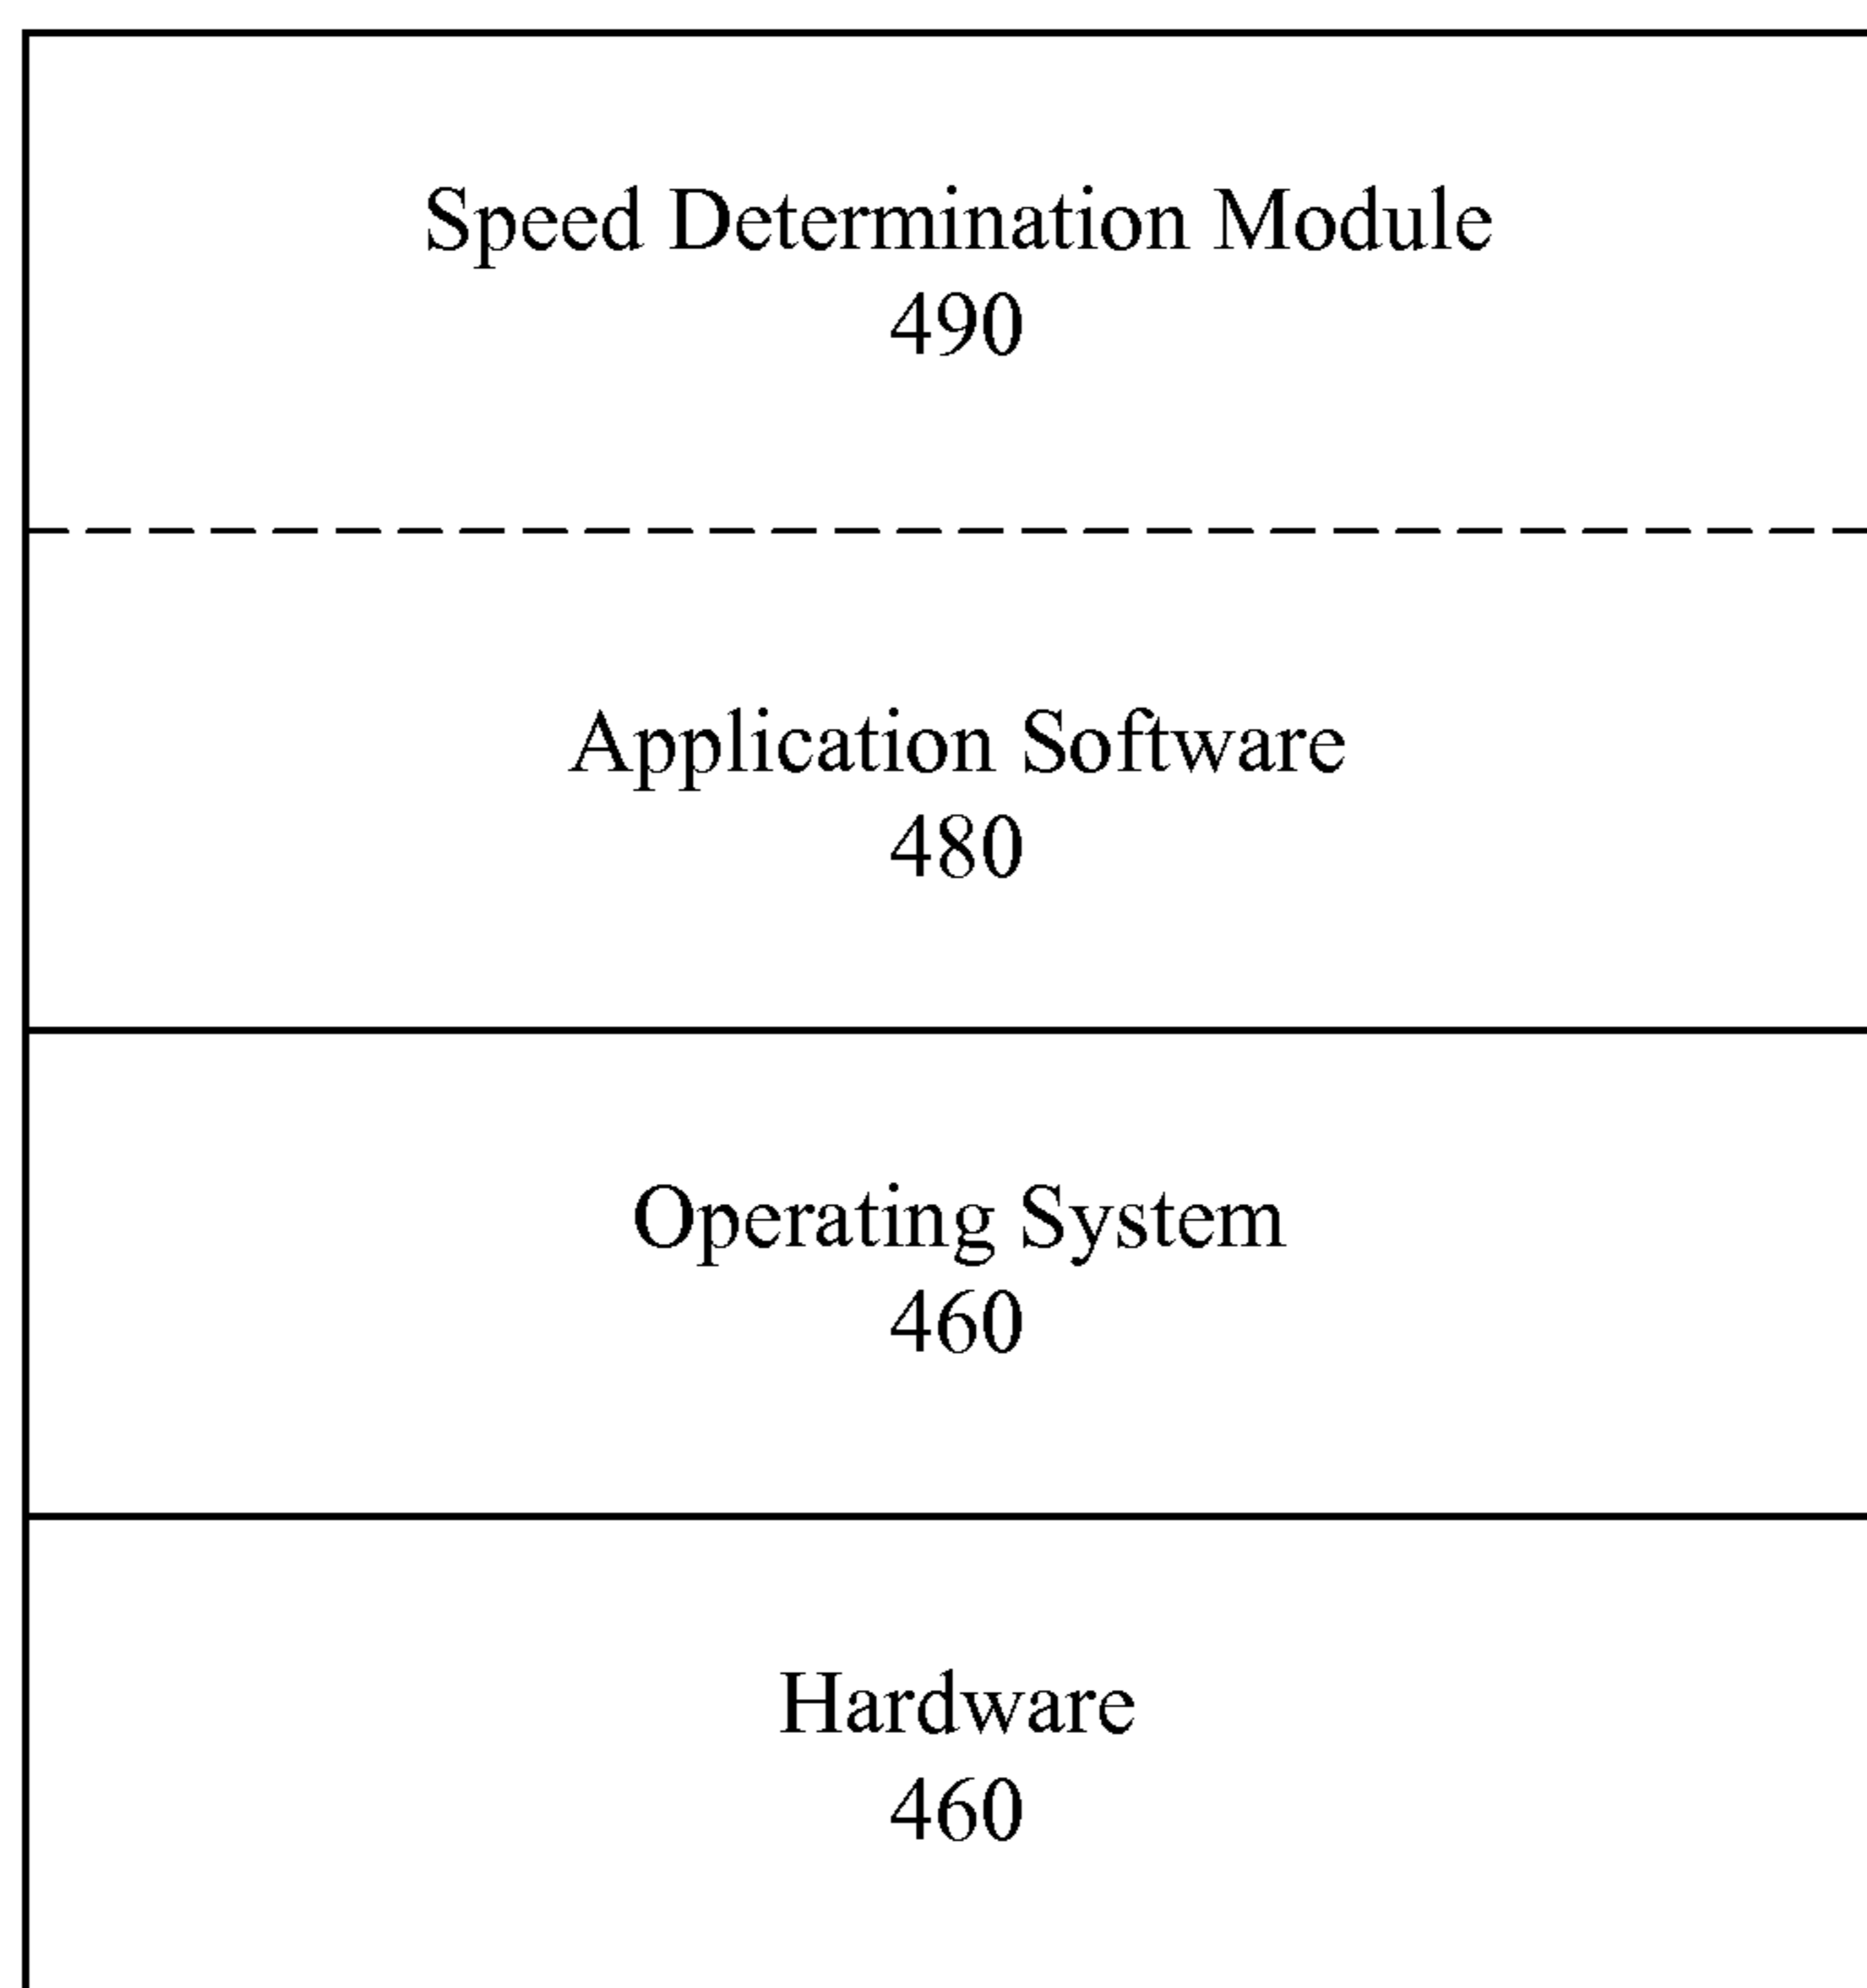 Speed Determination Module
490
Application Software
480
Operating System
460
Hardware
460